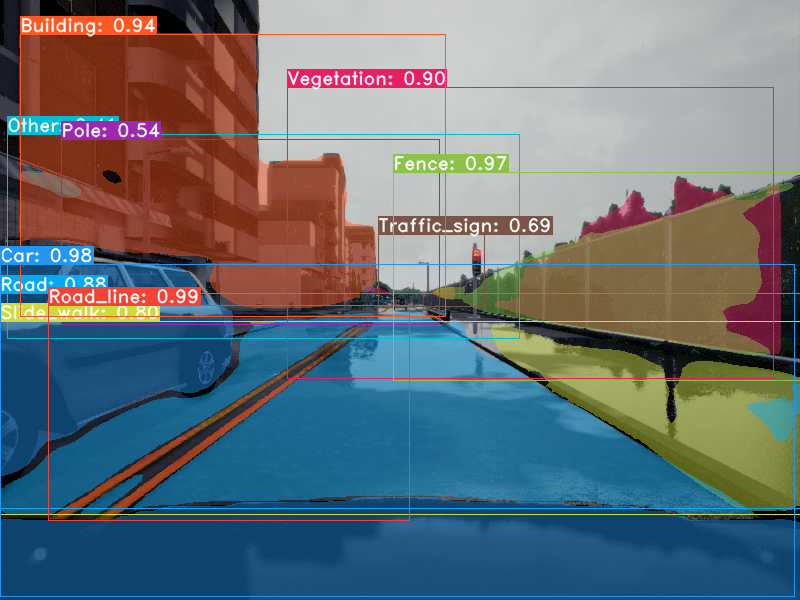 Building: 0.94
Vegetation: 0.90
Other:
Pole: 0.54
Fence: 0.97
Traffic_sign: 0.69
Car: 0.98
Road: 0.88
Road_line: 0.99
Slide_walk: 0.80